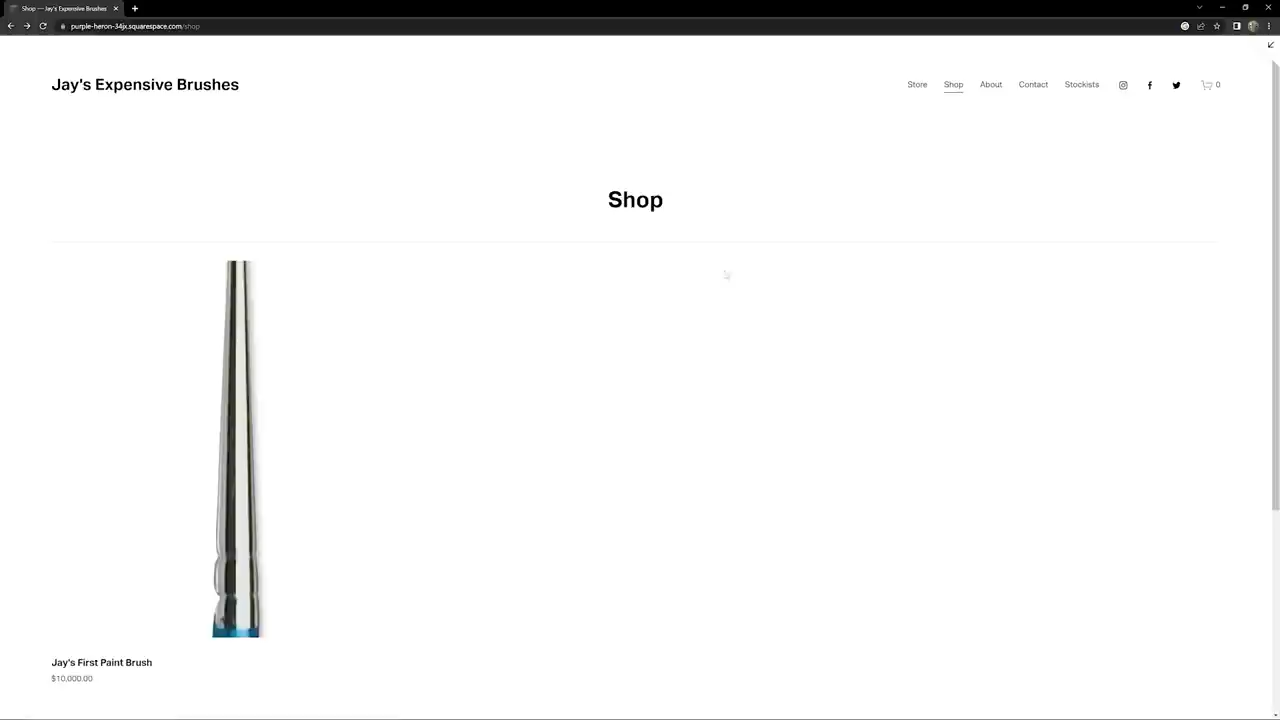 Shop — Jay's Expensive Brushes
purple-heron-34jx.squarespace.com/shop
Jay's Expensive Brushes
Store Shop About Contact Stockists 0
Shop
Jay's First Paint Brush
$10,000.00